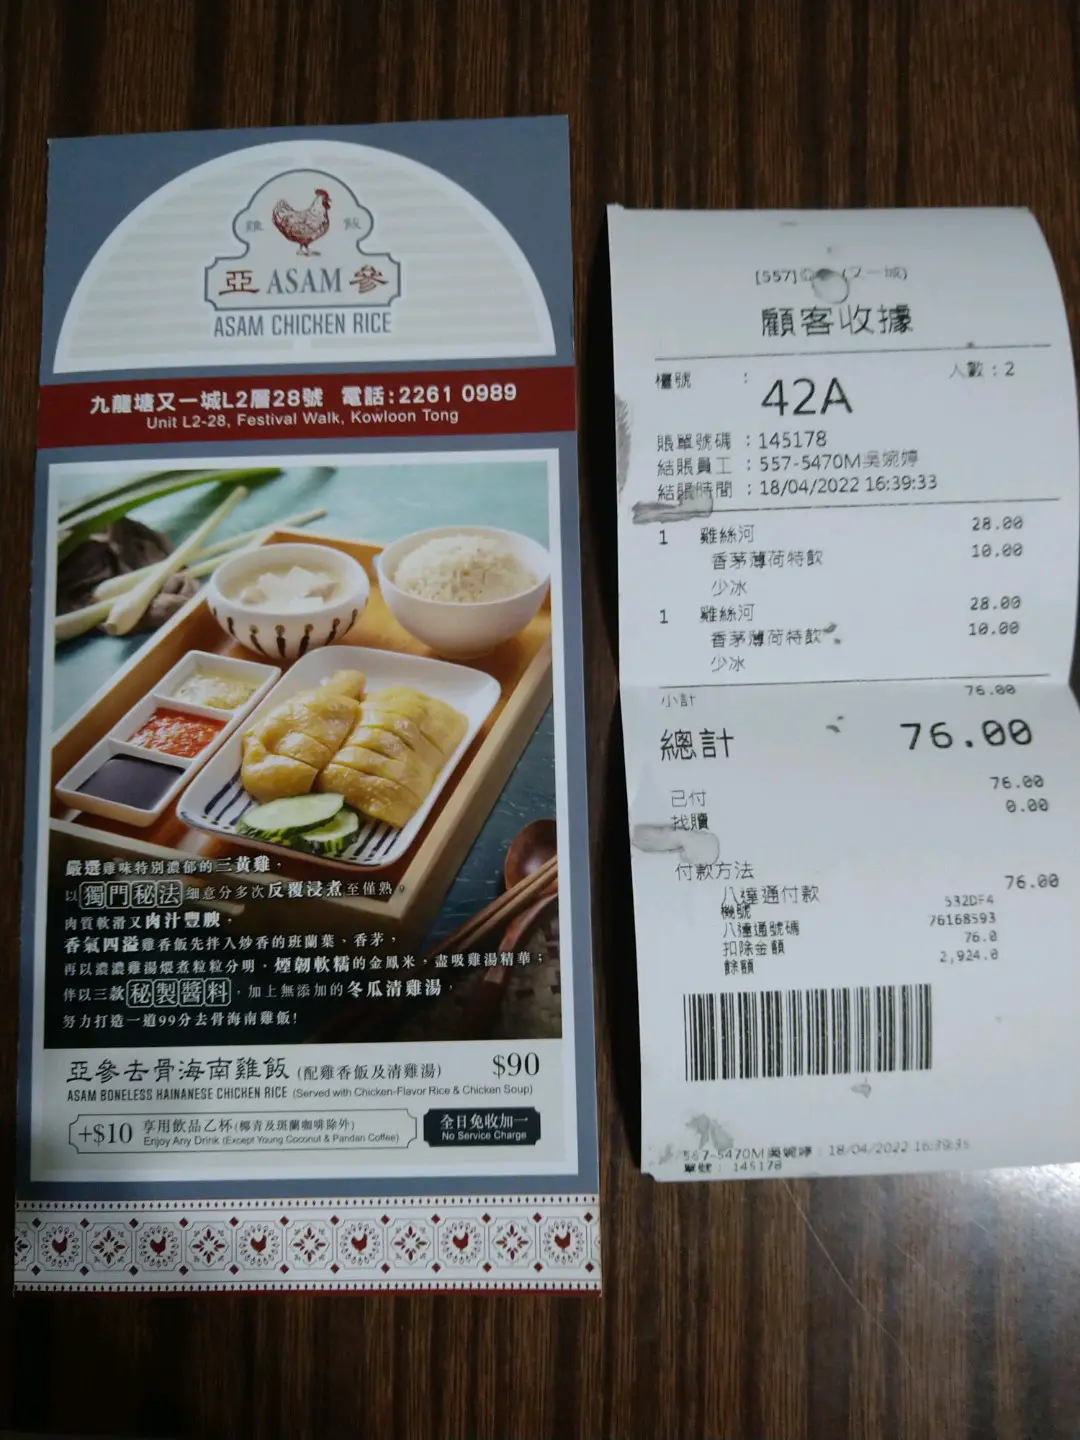 雞 飯
亞 ASAM 參
ASAM CHICKEN RICE
九龍塘又一城L2層28號 電話:2261 0989
Unit L2-28, Festival Walk, Kowloon Tong
嚴選雞味特別濃郁的三黃雞，
以獨門秘法細意分多次反覆浸煮至僅熟，
肉質軟滑又肉汁豐腴。
香氣四溢雞香飯先拌入炒香的班蘭葉、香茅，
再以濃濃雞湯煨煮粒粒分明、煙韌軟糯的金鳳米，盡吸雞湯精華；
伴以三款秘製醬料，加上無添加的冬瓜清雞湯，
努力打造一道99分去骨海南雞飯!
亞參去骨海南雞飯 (配雞香飯及清雞湯) $90
ASAM BONELESS HAINANESE CHICKEN RICE (Served with Chicken-Flavor Rice & Chicken Soup)
+$10 享用飲品乙杯 (椰青及斑蘭咖啡除外)
Enjoy Any Drink (Except Young Coconut & Pandan Coffee)
全日免收加一
No Service Charge
[557] (又一城)
顧客收據
檯號 : 42A 人數 : 2
賬單號碼 : 145178
結賬員工 : 557-5470M吳婉婷
結賬時間 : 18/04/2022 16:39:33
1 雞絲河 28.00
香茅薄荷特飲 10.00
少冰
1 雞絲河 28.00
香茅薄荷特飲 10.00
少冰
小計 76.00
總計 76.00
已付 76.00
找贖 0.00
付款方法
八達通付款 76.00
機號 532DF4
八達通號碼 76168593
扣除金額 76.0
餘額 2,924.0
557-5470M吳婉婷 : 18/04/2022 16:39:35
單號 : 145178